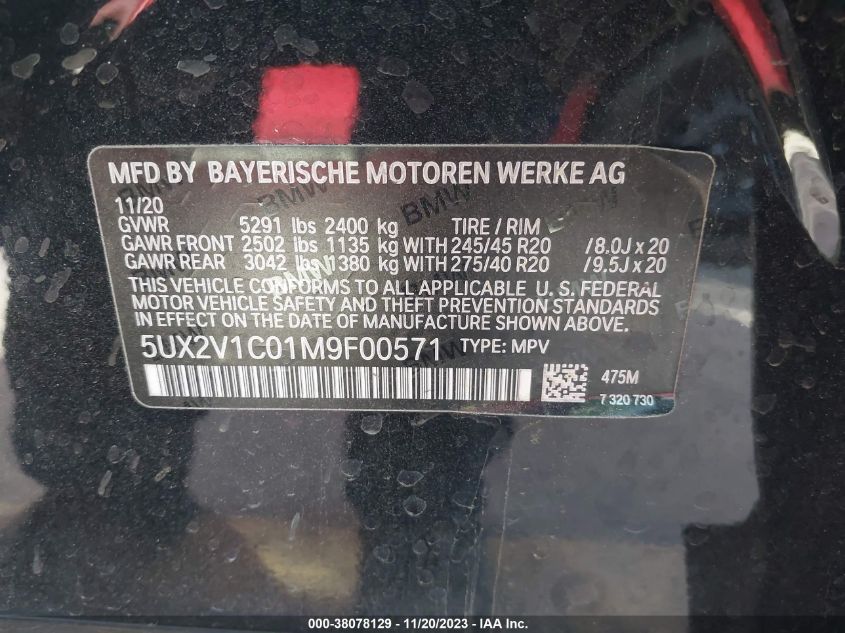 MFD BY BAYERISCHE MOTOREN WERKE AG
11/20
GVWR 5291 lbs 2400 kg TIRE / RIM
GAWR FRONT 2502 lbs 1135 kg WITH 245/45 R20 /8.0J x 20
GAWR REAR 3042 lbs 1380 kg WITH 275/40 R20 /9.5J x 20
THIS VEHICLE CONFORMS TO ALL APPLICABLE U. S. FEDERAL
MOTOR VEHICLE SAFETY AND THEFT PREVENTION STANDARDS
IN EFFECT ON THE DATE OF MANUFACTURE SHOWN ABOVE.
5UX2V1C01M9F00571 TYPE: MPV
475M
7 320 730
000-38078129 - 11/20/2023 - © IAA Inc.